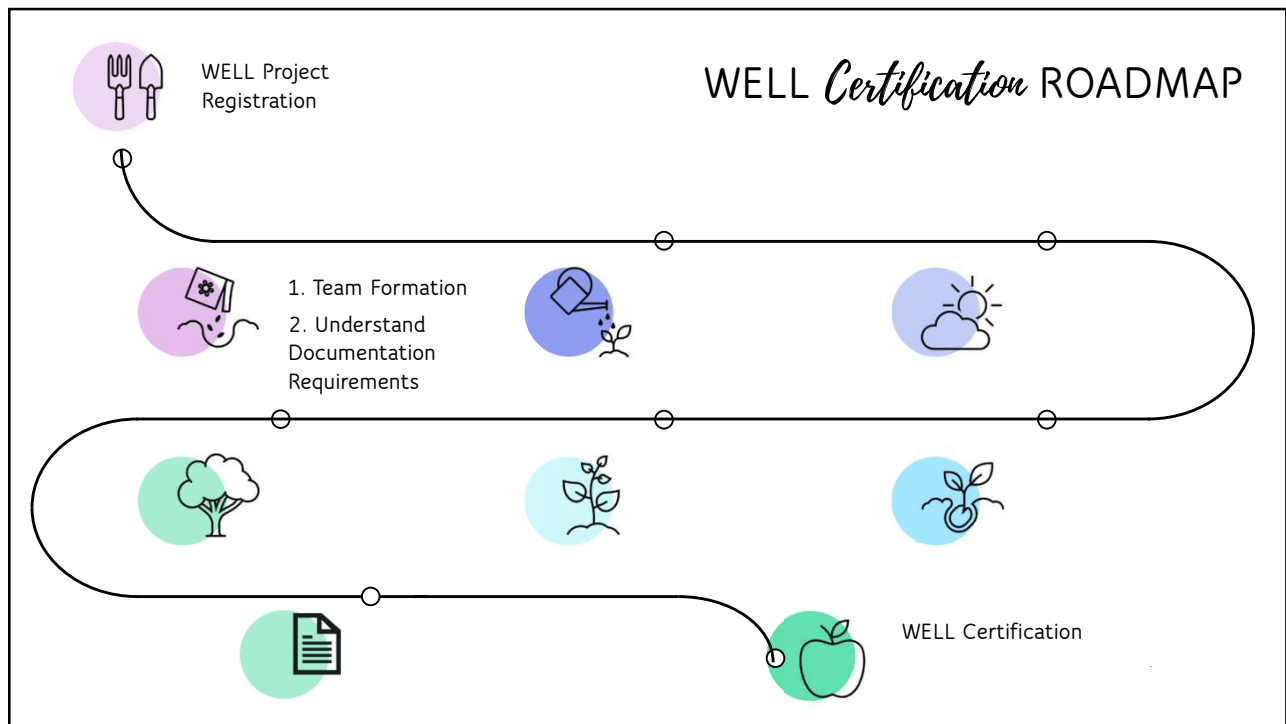 WELL Project
Registration
WELL Certification ROADMAP
1. Team Formation
2. Understand
Documentation
Requirements
WELL Certification